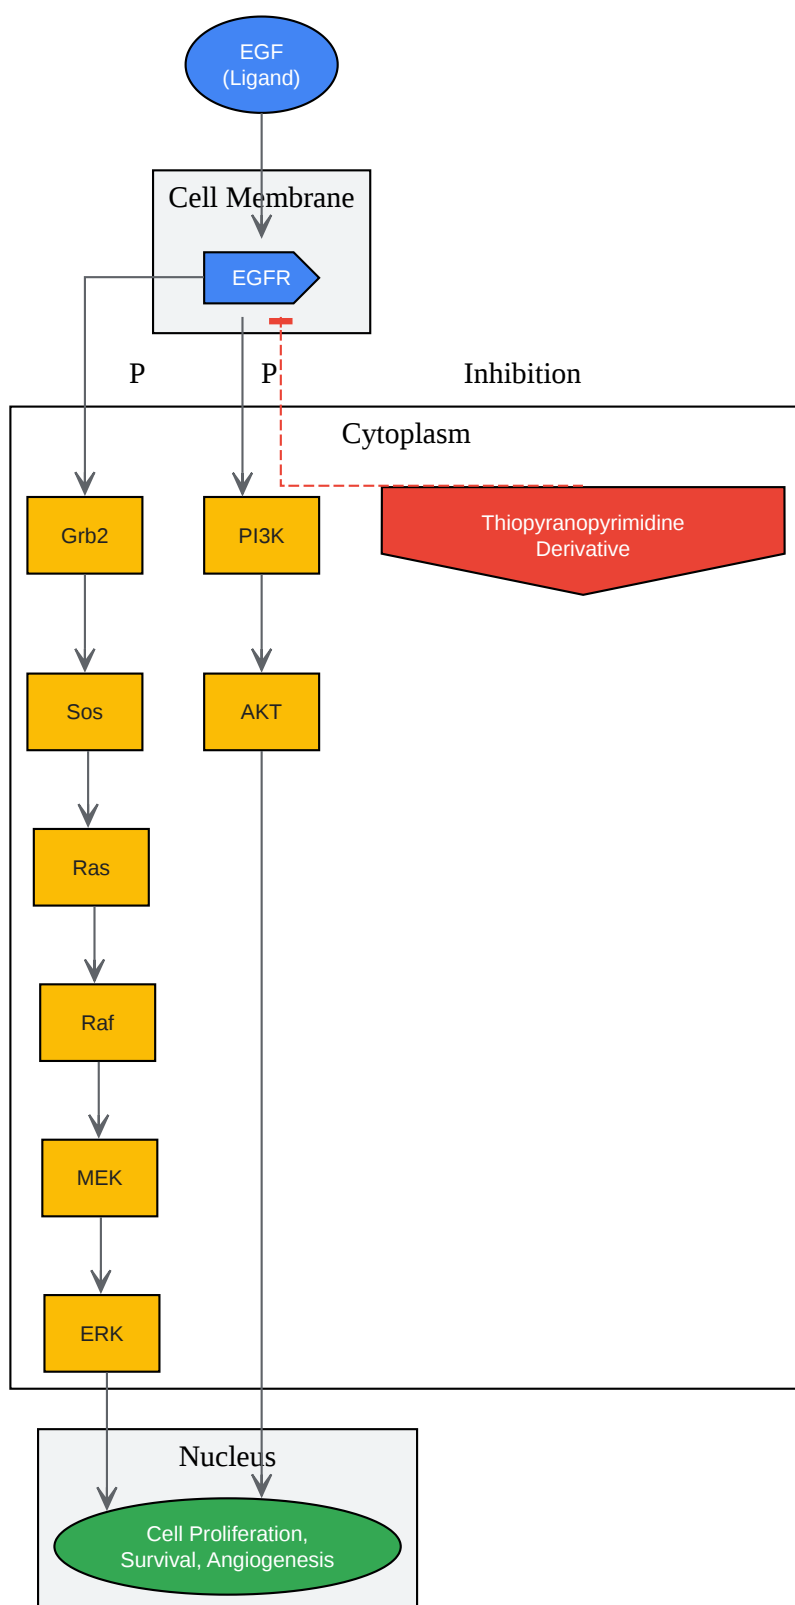 EGF
(Ligand)
Cell Membrane
EGFR
P
P
Inhibition
Cytoplasm
Grb2
PI3K
Thiopyranopyrimidine
Derivative
Sos
AKT
Ras
Raf
MEK
ERK
Nucleus
Cell Proliferation,
Survival, Angiogenesis